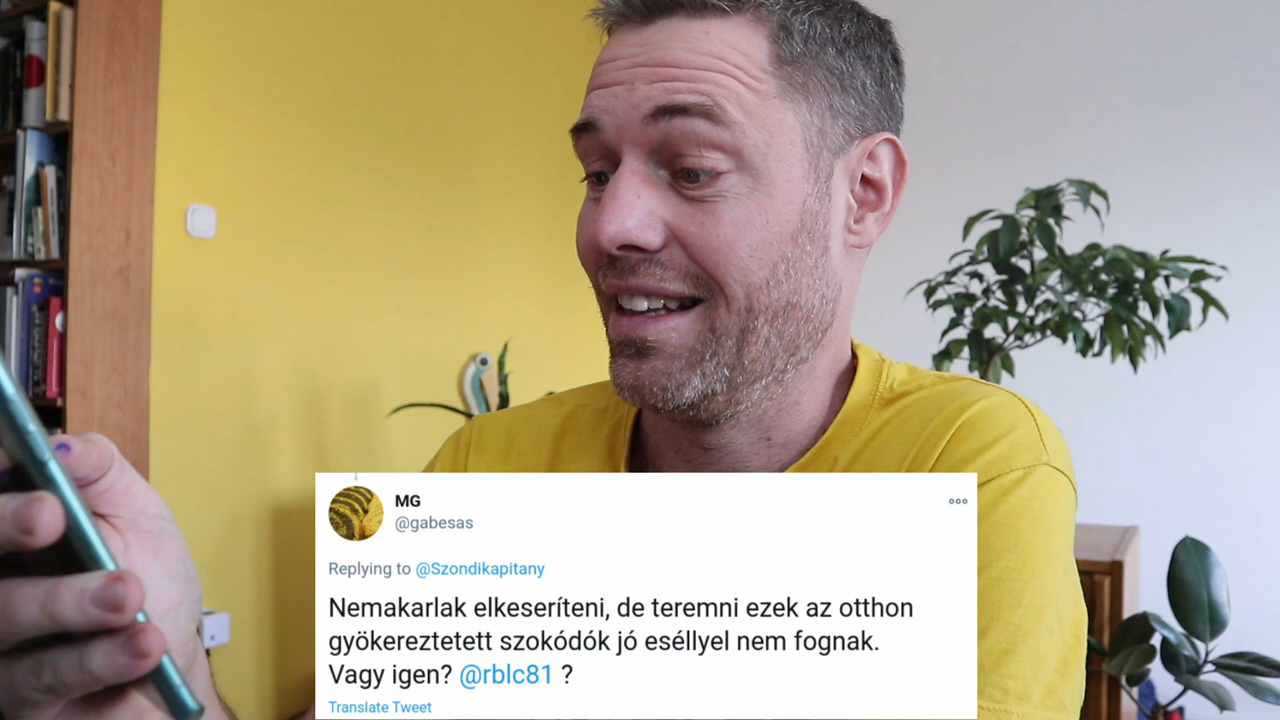 MG
@gabesas
Replying to @Szondikapitany
Nemakarlak elkeseríteni, de teremni ezek az otthon
gyökereztetett szokódók jó eséllyel nem fognak.
Vagy igen? @rblc81 ?
Translate Tweet